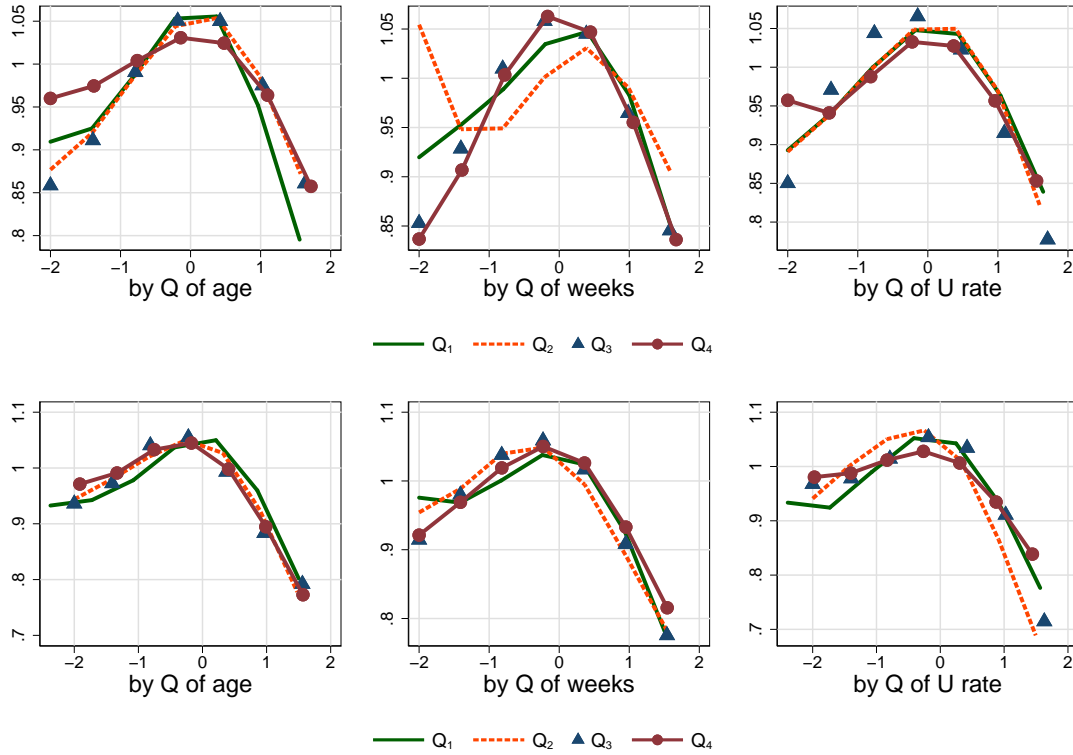 1.05
1
.95
.9
.85
.8
−2 −1 0 1 2
by Q of age
1.05
1
.95
.9
.85
−2 −1 0 1 2
by Q of weeks
1.05
1
.95
.9
.85
.8
−2 −1 0 1 2
by Q of U rate
Q₁ Q₂ Q₃ Q₄
1.1
1
.9
.8
.7
−2 −1 0 1 2
by Q of age
1.1
1
.9
.8
−2 −1 0 1 2
by Q of weeks
1.1
1
.9
.8
.7
−2 −1 0 1 2
by Q of U rate
Q₁ Q₂ Q₃ Q₄